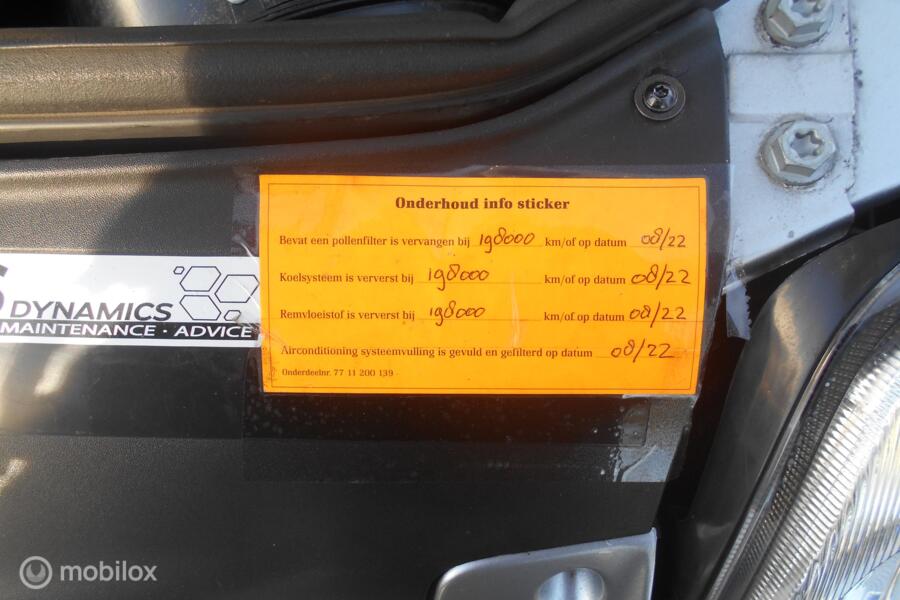 Onderhoud info sticker
Bevat een pollenfilter is vervangen bij 198000 km/of op datum 08/22
Koelsysteem is ververst bij 198000 km/of op datum 08/22
Remvloeistof is ververst bij 198000 km/of op datum 08/22
Airconditioning systeemvulling is gevuld en gefilterd op datum 08/22
Onderdeelnr. 77 11 200 139
S DYNAMICS
MAINTENANCE · ADVICE
mobilox